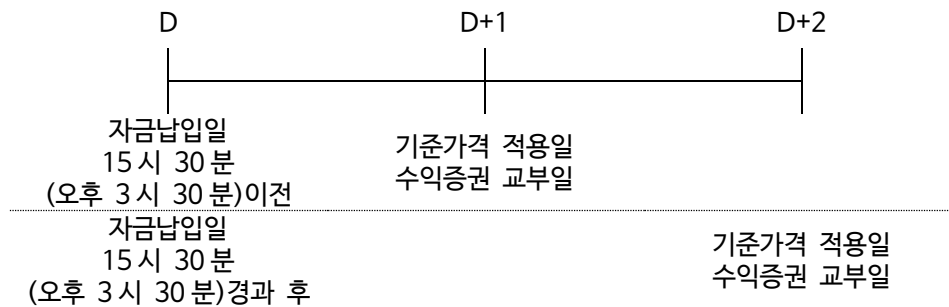 D D+1 D+2
자금납입일
15시 30분
(오후 3시 30분)이전
기준가격 적용일
수익증권 교부일
자금납입일
15시 30분
(오후 3시 30분)경과 후
기준가격 적용일
수익증권 교부일